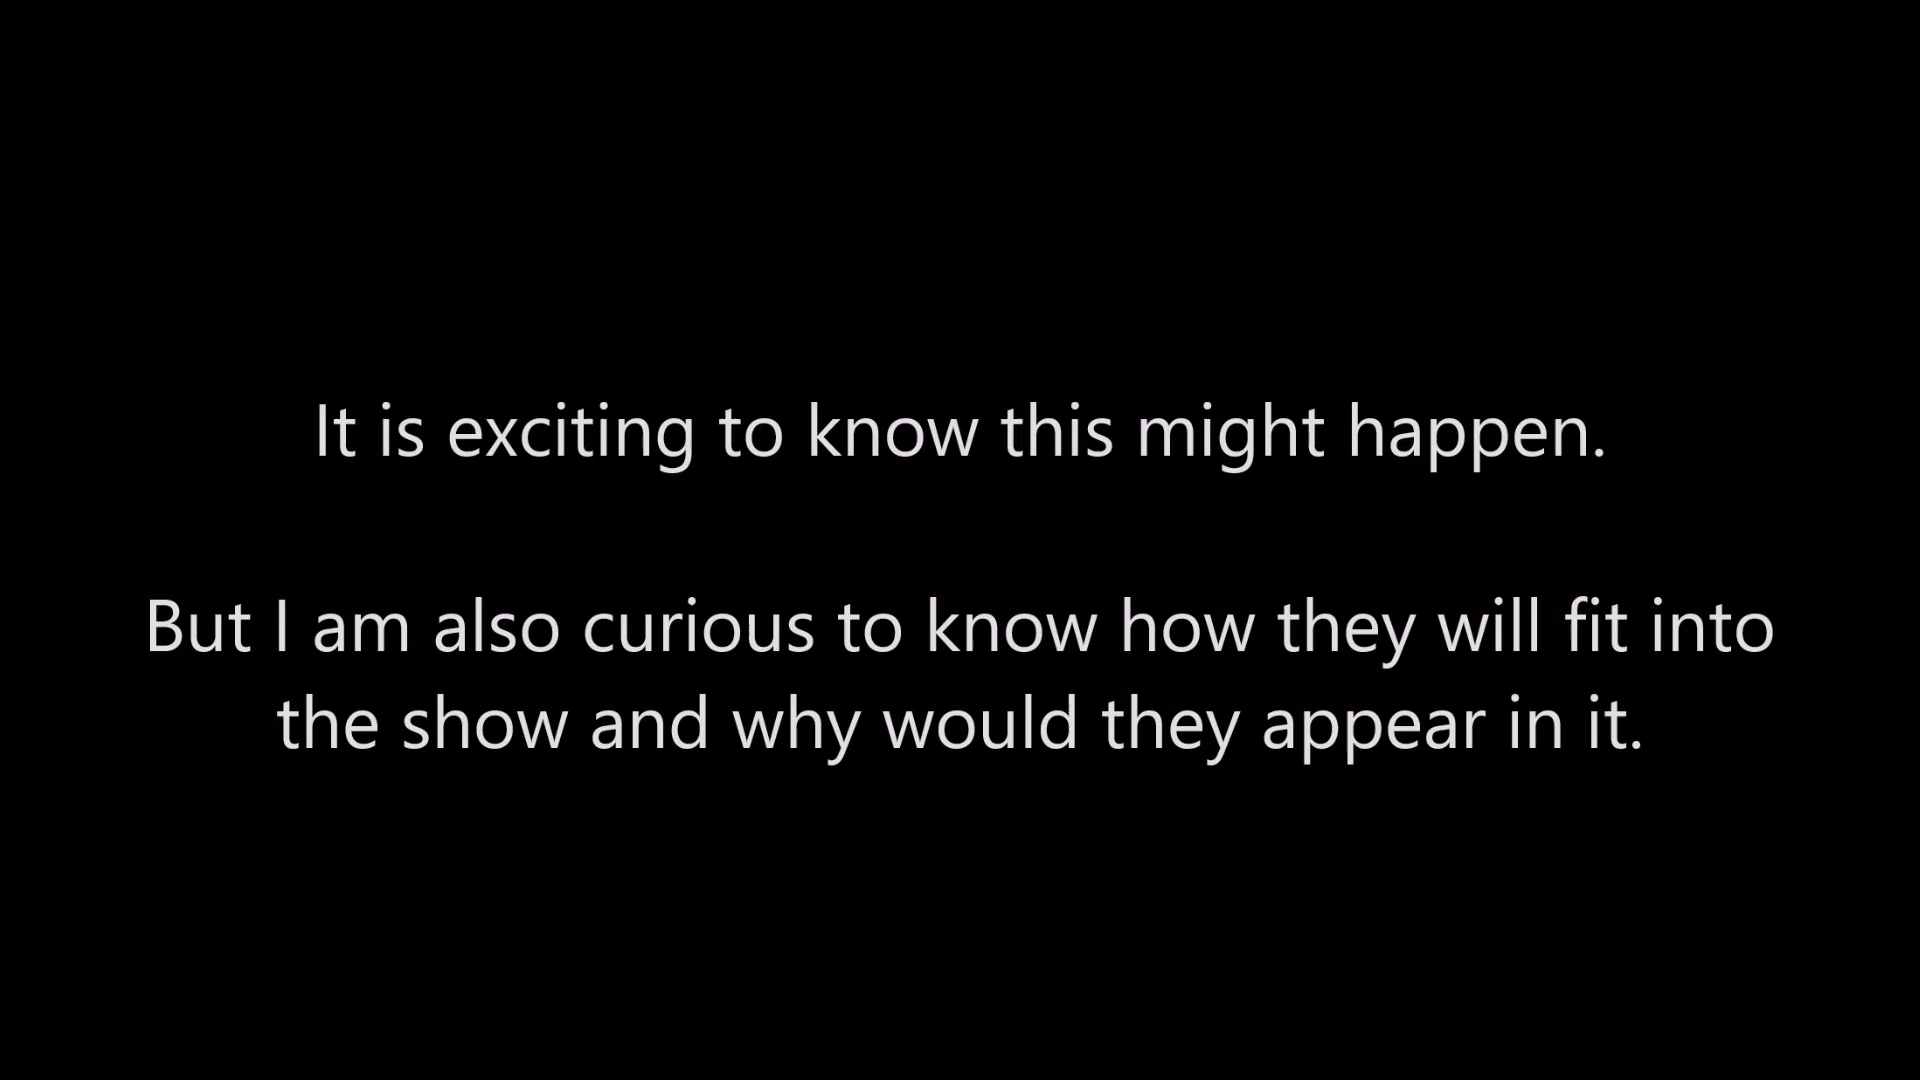 It is exciting to know this might happen.
But I am also curious to know how they will fit into
the show and why would they appear in it.